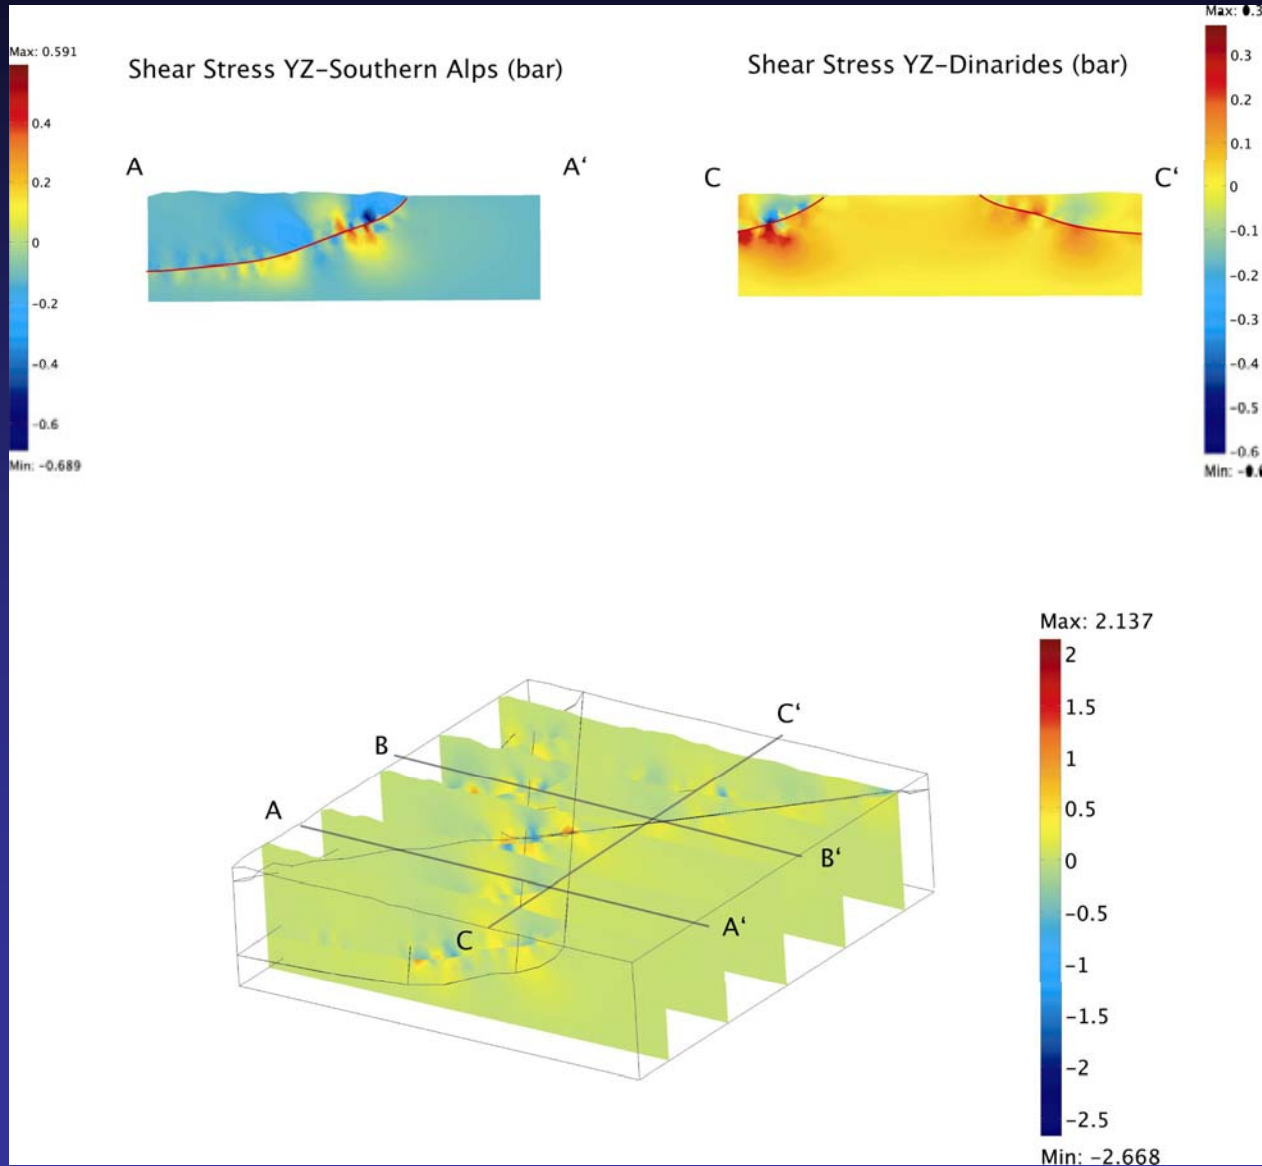 Max: 0.591
0.4
0.2
0
-0.2
-0.4
-0.6
Min: -0.689
Shear Stress YZ-Southern Alps (bar)
A
A‘
Shear Stress YZ-Dinarides (bar)
C
C‘
0.3
0.2
0.1
0
-0.1
-0.2
-0.3
-0.4
-0.5
-0.6
Max:
Min:
C‘
B
A
B‘
A‘
C
Max: 2.137
2
1.5
1
0.5
0
-0.5
-1
-1.5
-2
-2.5
Min: -2.668